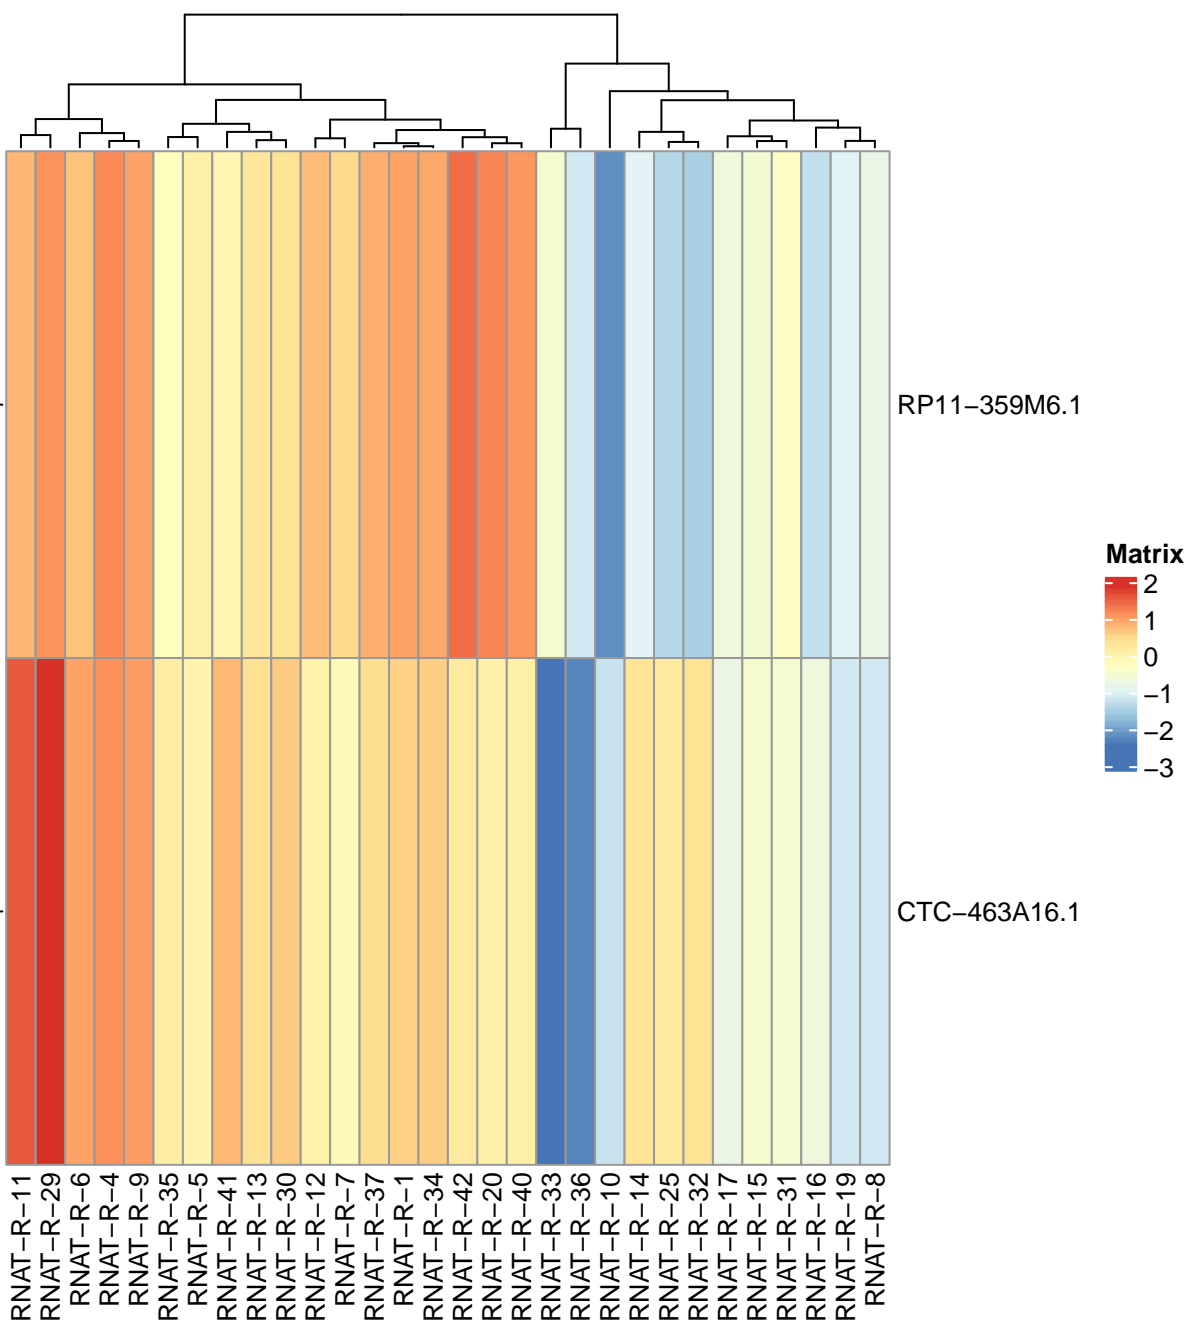 RP11−359M6.1
Matrix
2
1
0
−1
−2
−3
CTC−463A16.1
RNAT−R−11
RNAT−R−29
RNAT−R−6
RNAT−R−4
RNAT−R−9
RNAT−R−35
RNAT−R−5
RNAT−R−41
RNAT−R−13
RNAT−R−30
RNAT−R−12
RNAT−R−7
RNAT−R−37
RNAT−R−1
RNAT−R−34
RNAT−R−42
RNAT−R−20
RNAT−R−40
RNAT−R−33
RNAT−R−36
RNAT−R−10
RNAT−R−14
RNAT−R−25
RNAT−R−32
RNAT−R−17
RNAT−R−15
RNAT−R−31
RNAT−R−16
RNAT−R−19
RNAT−R−8